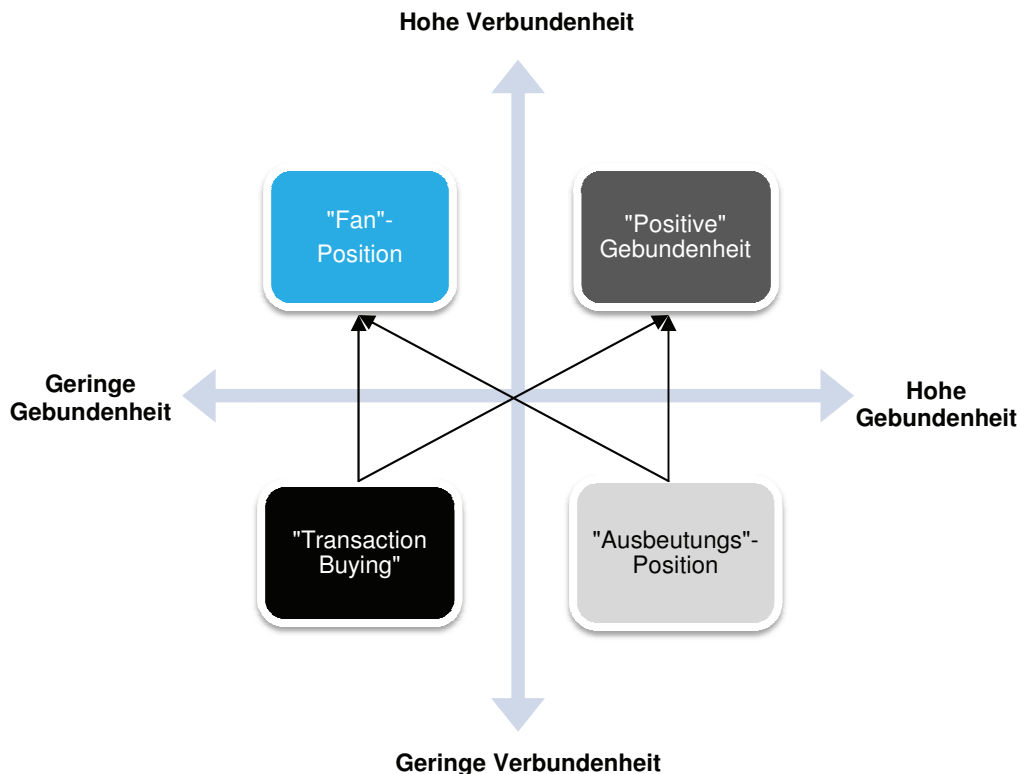 Hohe Verbundenheit
"Fan"-
Position
"Positive"
Gebundenheit
Geringe
Gebundenheit
Hohe
Gebundenheit
"Transaction
Buying"
"Ausbeutungs"-
Position
Geringe Verbundenheit